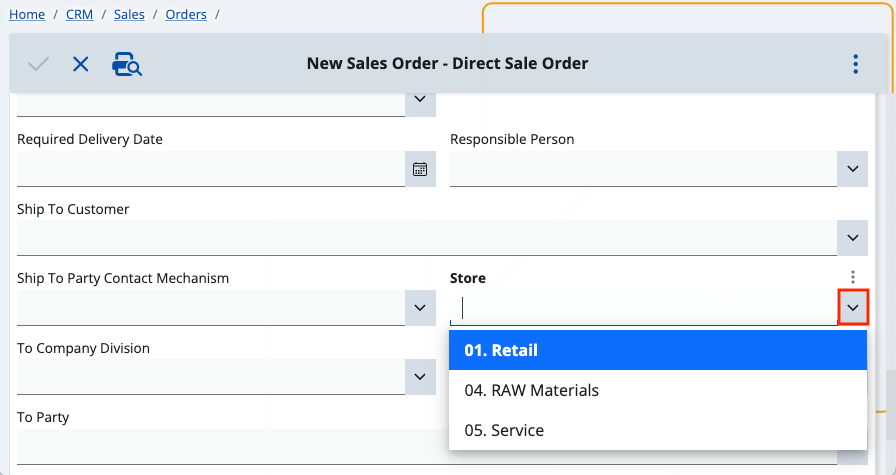 Home / CRM / Sales / Orders /
New Sales Order - Direct Sale Order
Required Delivery Date
Responsible Person
Ship To Customer
Ship To Party Contact Mechanism
Store
01. Retail
04. RAW Materials
05. Service
To Company Division
To Party